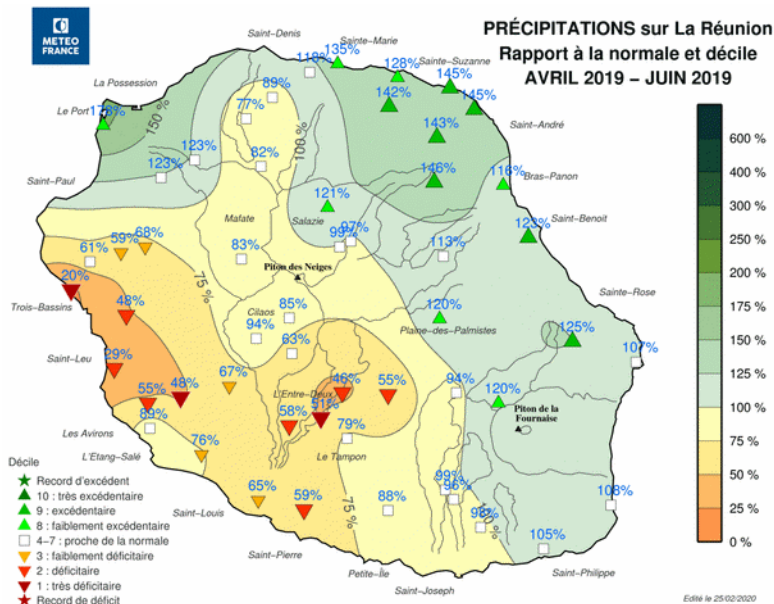 METEO
FRANCE
PRÉCIPITATIONS sur La Réunion
Rapport à la normale et décile
AVRIL 2019 – JUIN 2019
Saint-Denis
Sainte-Marie
118%
135%
Sainte-Suzanne
128%
145%
La Possession
89%
142%
145%
Le Port
150 %
77%
100 %
143%
Saint-André
123%
123%
82%
146%
116%
Bras-Panon
Saint-Paul
121%
Mafate
Salazie
123%
Saint-Benoit
59%
68%
97%
99%
61%
83%
113%
20%
75 %
Piton des Neiges
Sainte-Rose
Trois-Bassins
48%
Cilaos
85%
120%
Plaine-des-Palmistes
94%
125%
Saint-Leu
29%
63%
107%
67%
55%
48%
L'Entre-Deux
46%
55%
94%
120%
Piton de la
Fournaise
89%
58%
51%
Les Avirons
76%
79%
L'Etang-Salé
Le Tampon
99%
96%
65%
59%
75 %
88%
108%
Saint-Louis
105%
Saint-Pierre
Petite-Île
Saint-Joseph
Saint-Philippe
600 %
400 %
300 %
250 %
200 %
175 %
150 %
125 %
100 %
75 %
50 %
25 %
0 %
Décile
Record d'excédent
10 : très excédentaire
9 : excédentaire
8 : faiblement excédentaire
4–7 : proche de la normale
3 : faiblement déficitaire
2 : déficitaire
1 : très déficitaire
Record de déficit
Edité le 25/02/2020